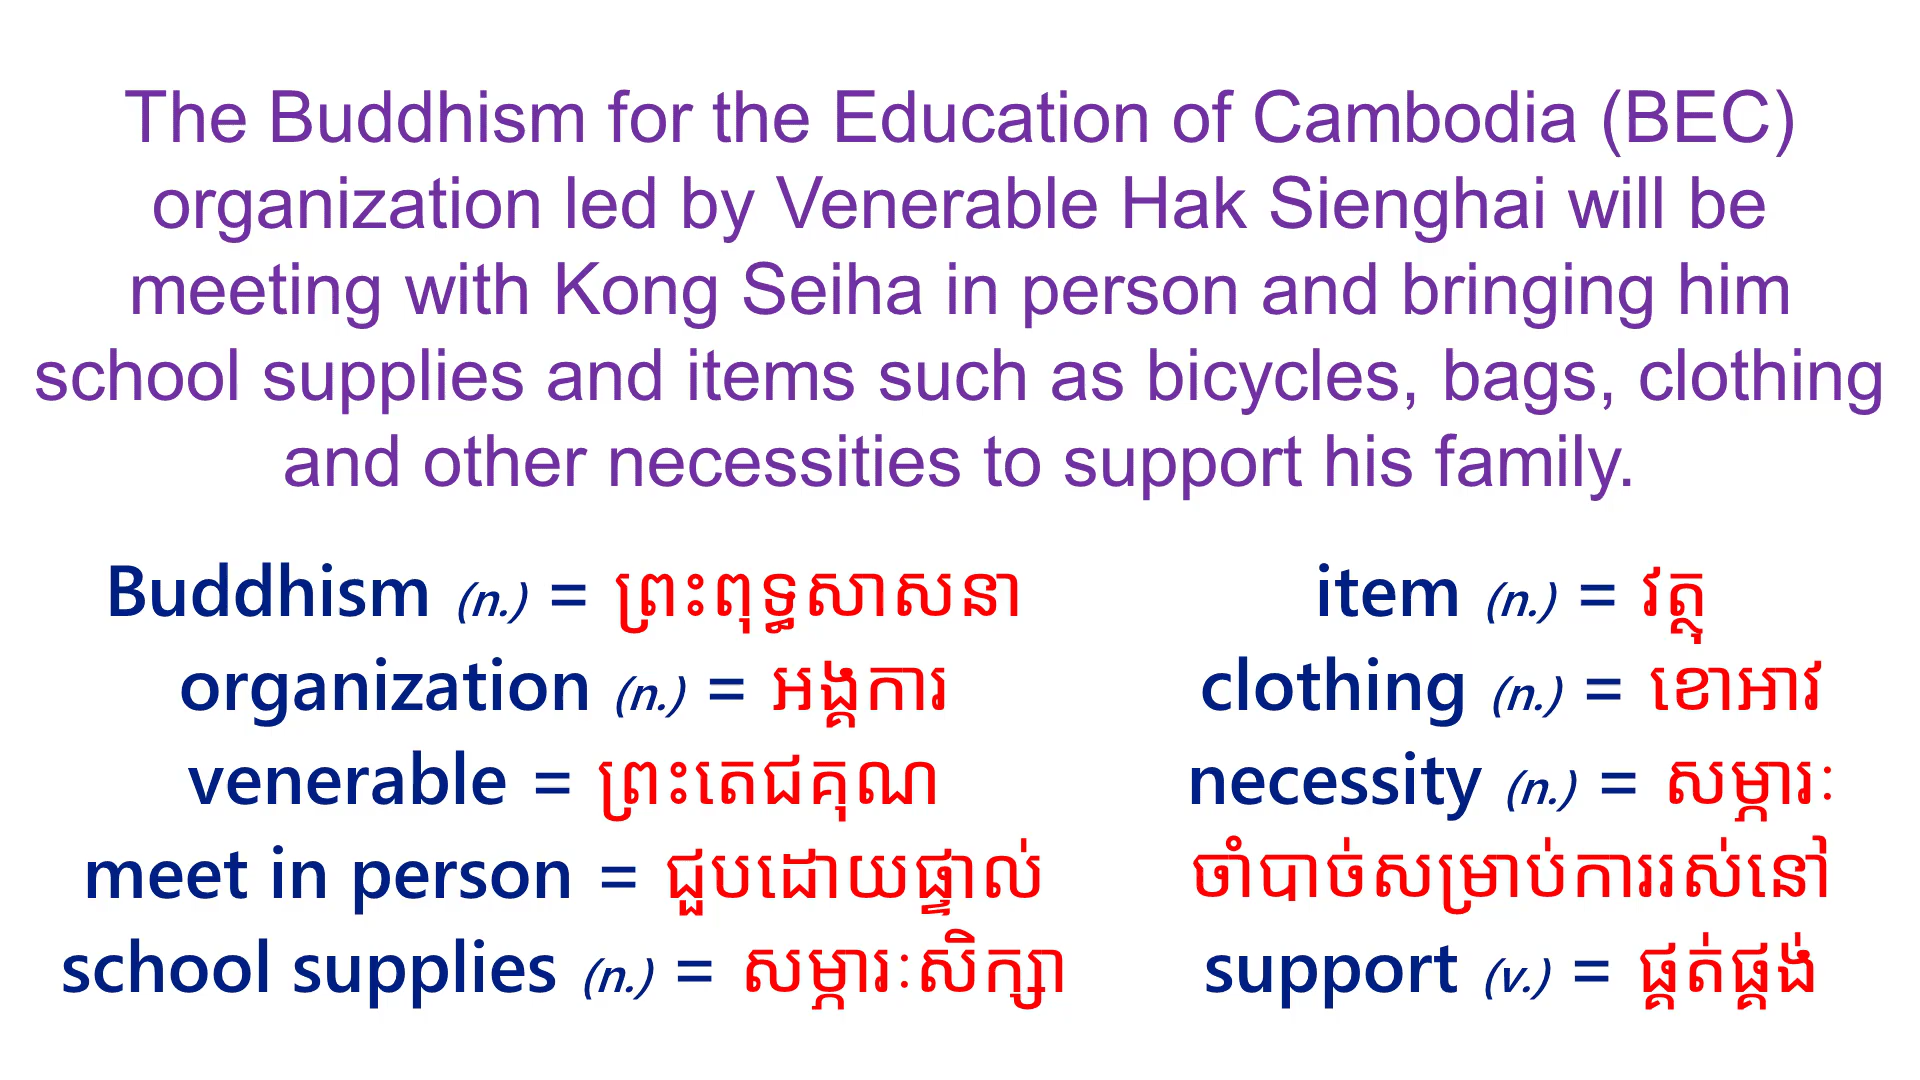 The Buddhism for the Education of Cambodia (BEC)
organization led by Venerable Hak Sienghai will be
meeting with Kong Seiha in person and bringing him
school supplies and items such as bicycles, bags, clothing
and other necessities to support his family.
Buddhism (n.) = ព្រះពុទ្ធសាសនា
organization (n.) = អង្គការ
venerable = ព្រះតេជគុណ
meet in person = ជួបដោយផ្ទាល់
school supplies (n.) = សម្ភារៈសិក្សា
item (n.) = វត្ថុ
clothing (n.) = ខោអាវ
necessity (n.) = សម្ភារៈ
ចាំបាច់សម្រាប់ការរស់នៅ
support (v.) = ផ្គត់ផ្គង់